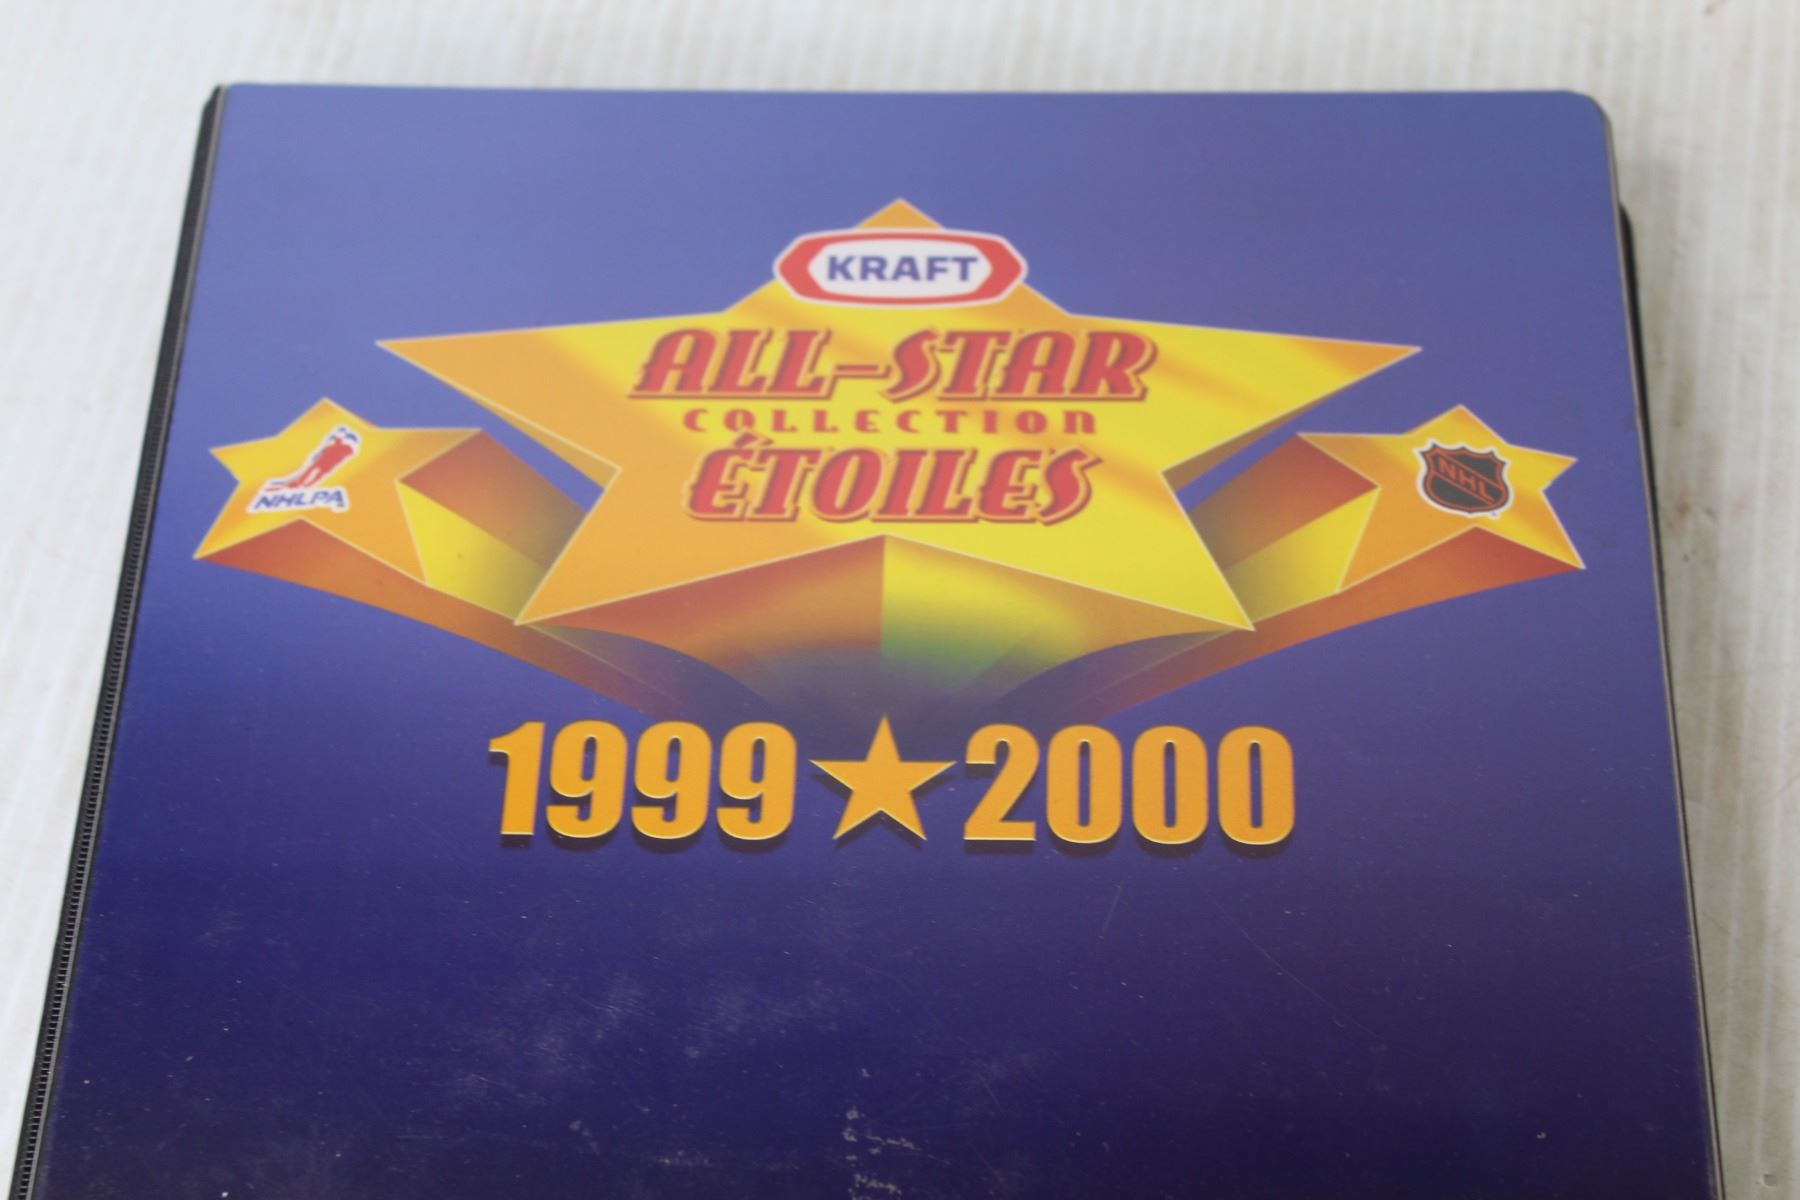 KRAFT
ALL-STAR
COLLECTION
ÉTOILES
NHLPA
NHL
1999★2000